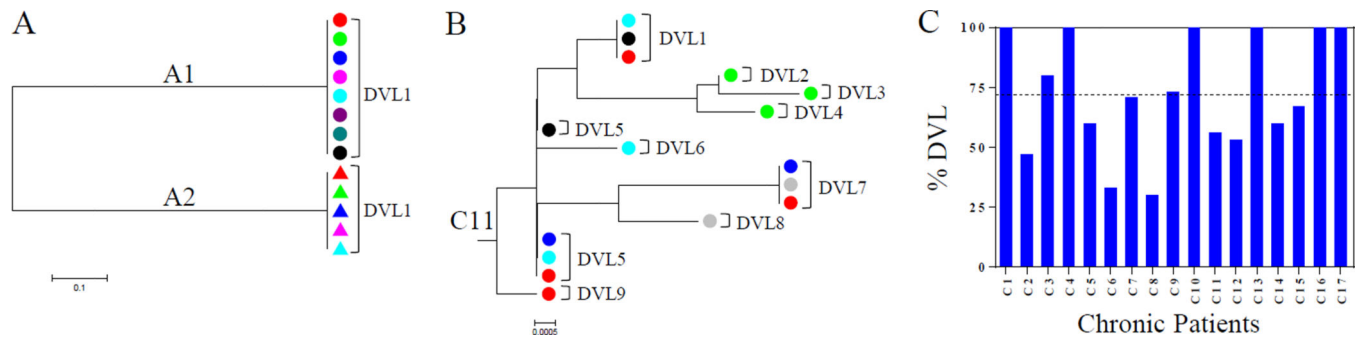 A
A1
DVL1
A2
DVL1
0.1
B
DVL1
DVL2
DVL3
DVL4
DVL5
DVL6
DVL7
DVL8
C11
DVL5
DVL9
0.0005
C
% DVL
100
75
50
25
0
C1
C2
C3
C4
C5
C6
C7
C8
C9
C10
C11
C12
C13
C14
C15
C16
C17
Chronic Patients